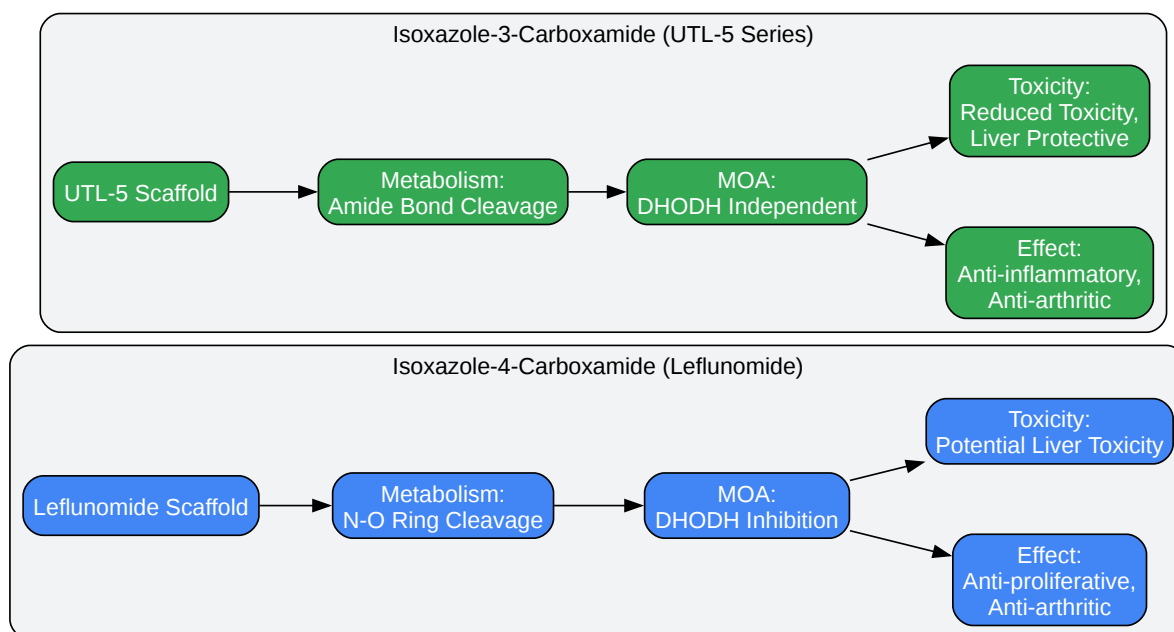 Isoxazole-3-Carboxamide (UTL-5 Series)
UTL-5 Scaffold
Metabolism:
Amide Bond Cleavage
MOA:
DHODH Independent
Toxicity:
Reduced Toxicity,
Liver Protective
Effect:
Anti-inflammatory,
Anti-arthritic
Isoxazole-4-Carboxamide (Leflunomide)
Leflunomide Scaffold
Metabolism:
N-O Ring Cleavage
MOA:
DHODH Inhibition
Toxicity:
Potential Liver Toxicity
Effect:
Anti-proliferative,
Anti-arthritic